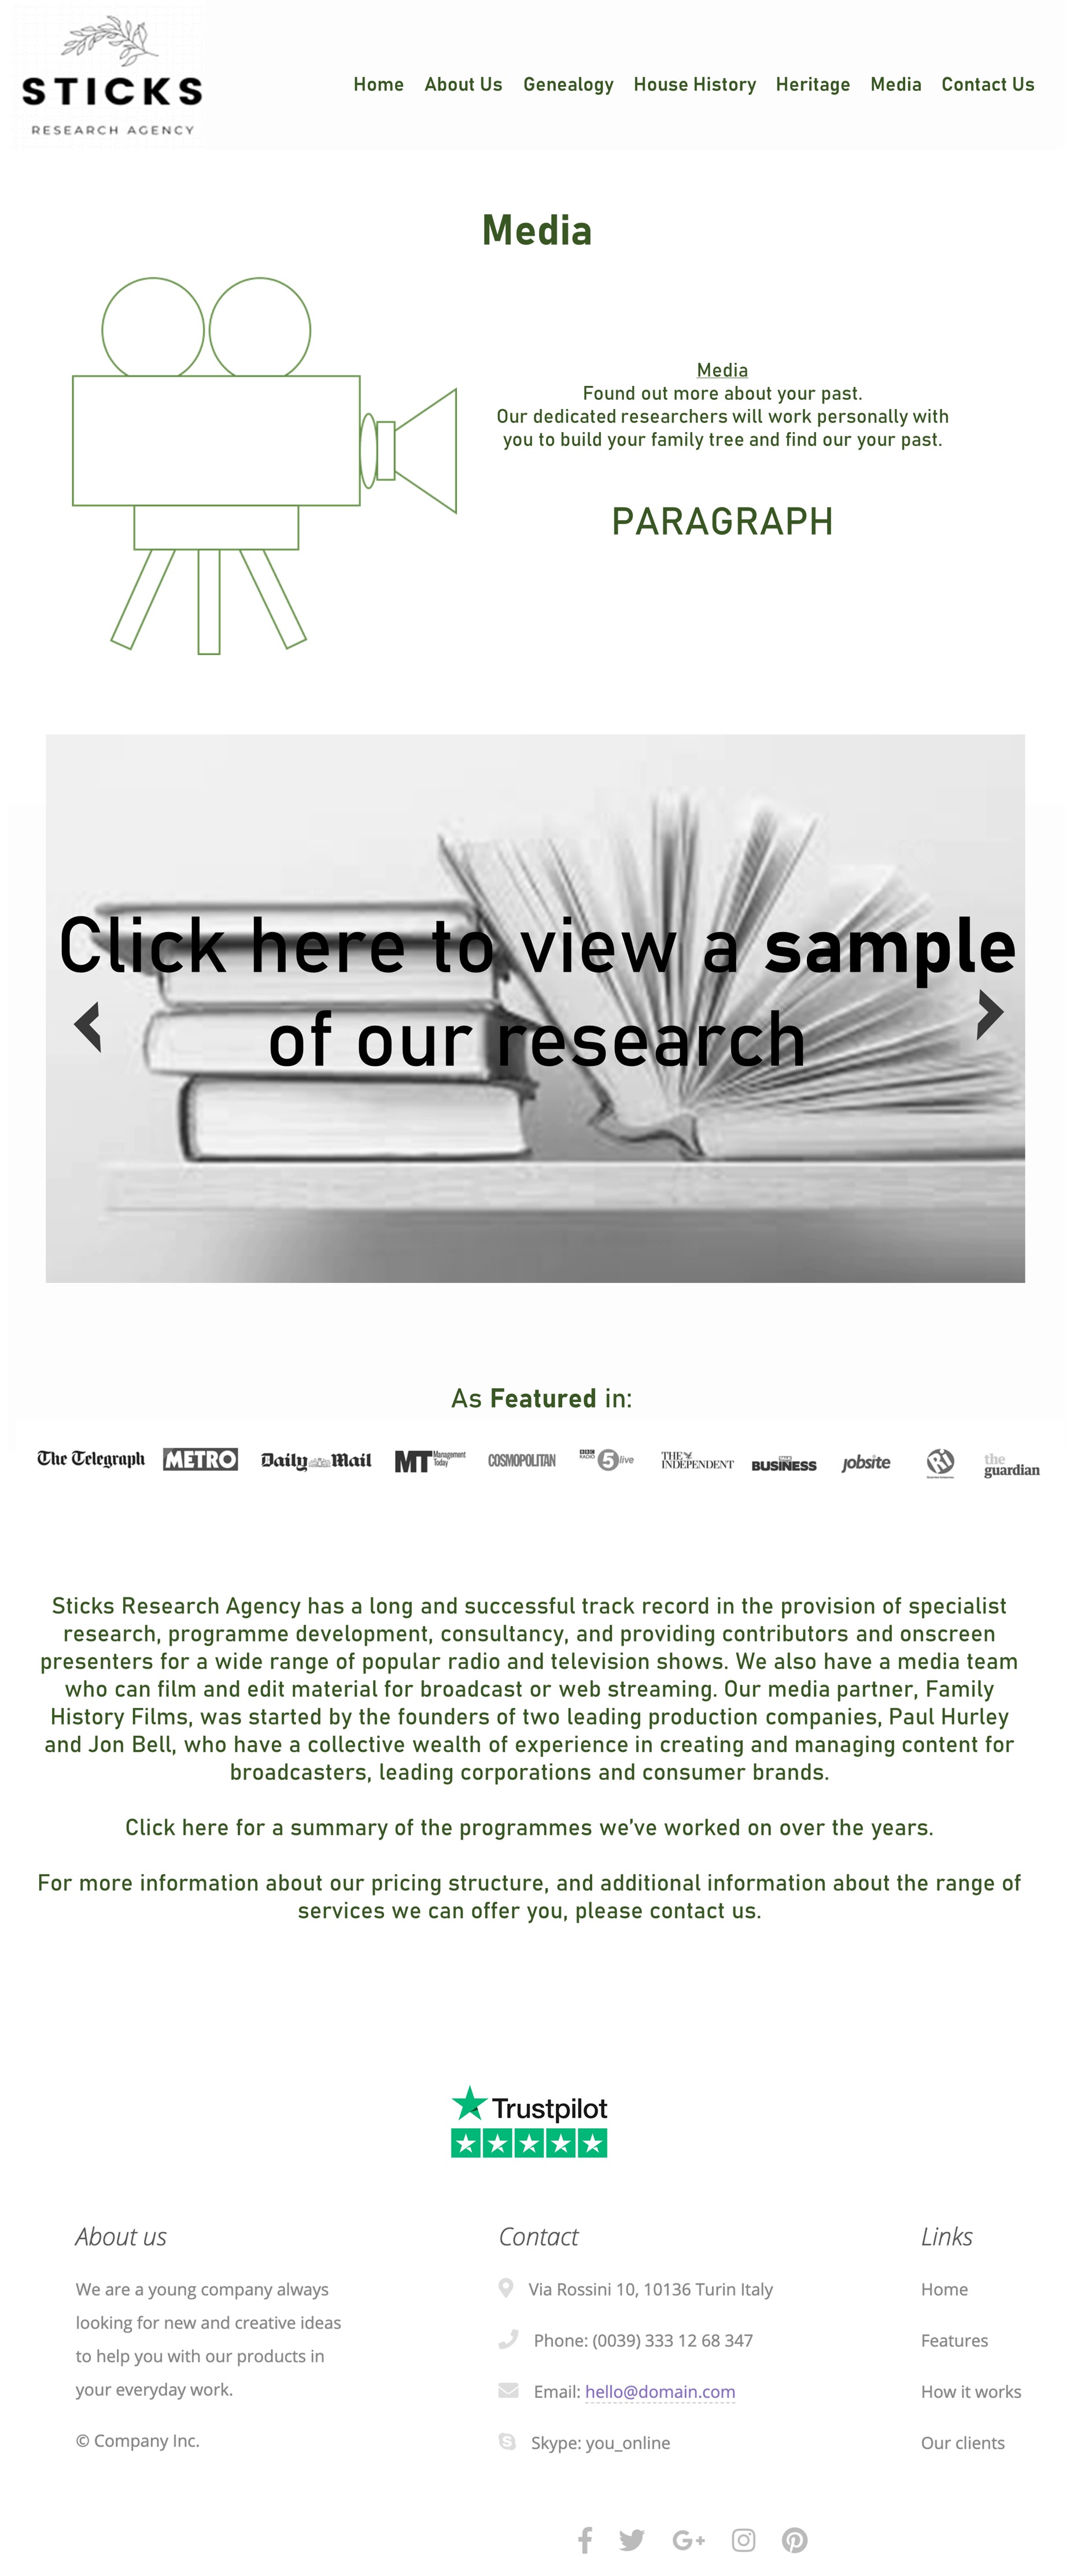 STICKS
RESEARCH AGENCY
Home About Us Genealogy House History Heritage Media Contact Us
Media
Media
Found out more about your past.
Our dedicated researchers will work personally with
you to build your family tree and find our your past.
PARAGRAPH
Click here to view a sample
of our research
As Featured in:
The Telegraph METRO Daily Mail MT Management Today COSMOPOLITAN BBC RADIO 5 live THE INDEPENDENT BUSINESS jobsite the guardian
Sticks Research Agency has a long and successful track record in the provision of specialist
research, programme development, consultancy, and providing contributors and onscreen
presenters for a wide range of popular radio and television shows. We also have a media team
who can film and edit material for broadcast or web streaming. Our media partner, Family
History Films, was started by the founders of two leading production companies, Paul Hurley
and Jon Bell, who have a collective wealth of experience in creating and managing content for
broadcasters, leading corporations and consumer brands.
Click here for a summary of the programmes we’ve worked on over the years.
For more information about our pricing structure, and additional information about the range of
services we can offer you, please contact us.
Trustpilot
About us
We are a young company always
looking for new and creative ideas
to help you with our products in
your everyday work.
© Company Inc.
Contact
Via Rossini 10, 10136 Turin Italy
Phone: (0039) 333 12 68 347
Email: hello@domain.com
Skype: you_online
Links
Home
Features
How it works
Our clients